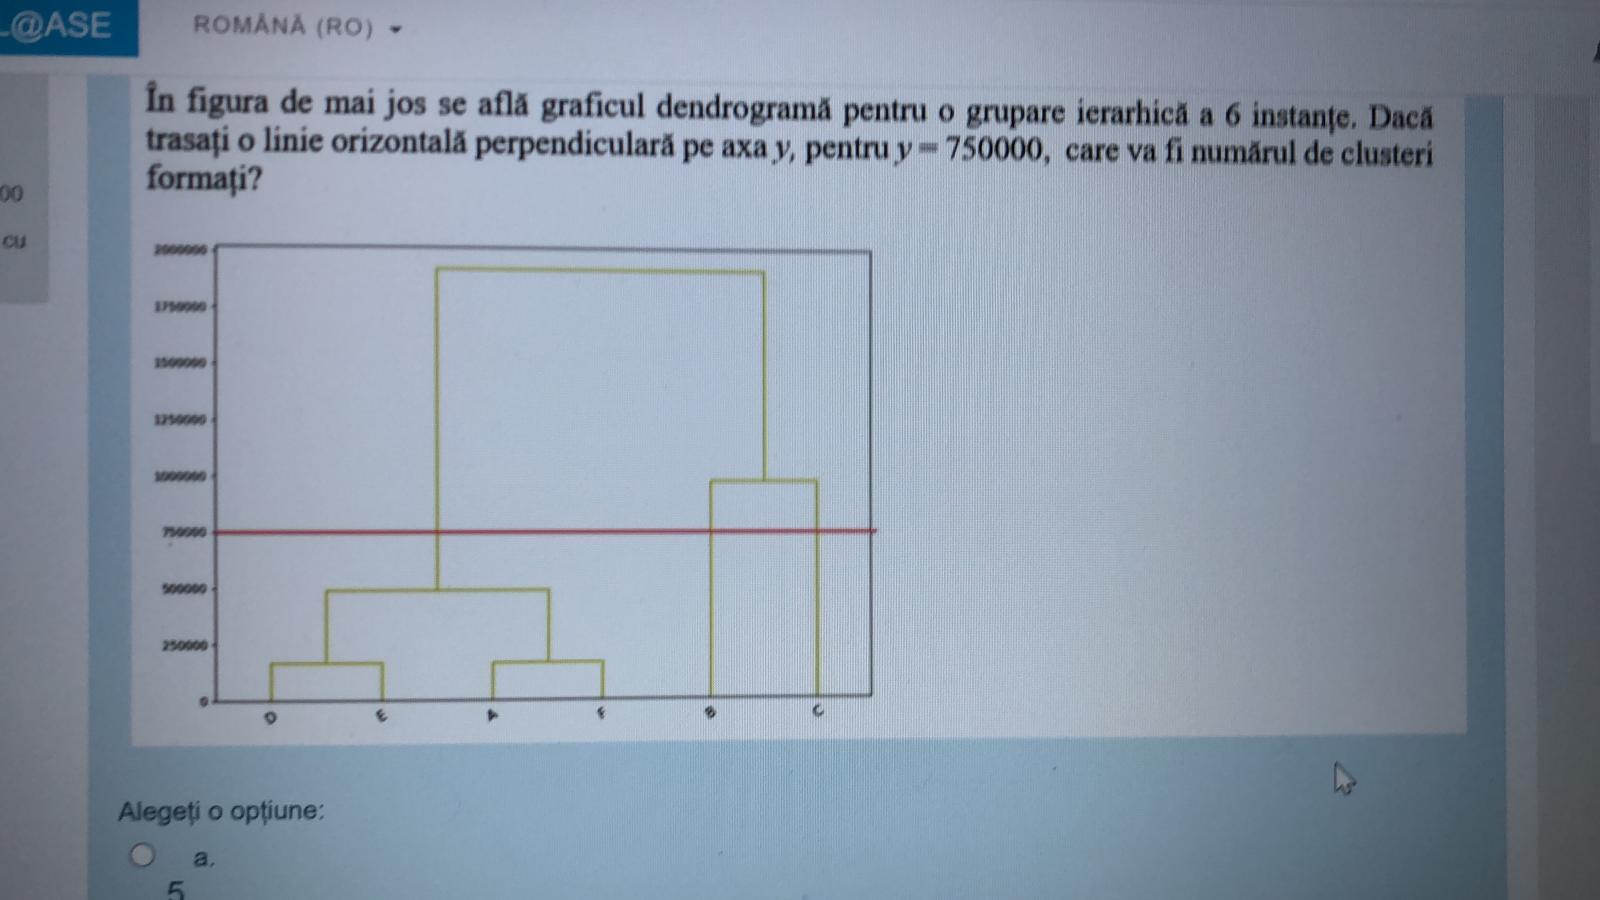 L@ASE
ROMÂNĂ (RO)
00
cu
În figura de mai jos se află graficul dendrogramă pentru o grupare ierarhică a 6 instanțe. Dacă
trasați o linie orizontală perpendiculară pe axa y, pentru y = 750000, care va fi numărul de clusteri
formați?
2000000
1750000
1500000
1250000
1000000
750000
500000
250000
0
D E A F B C
Alegeți o opțiune:
a.
5